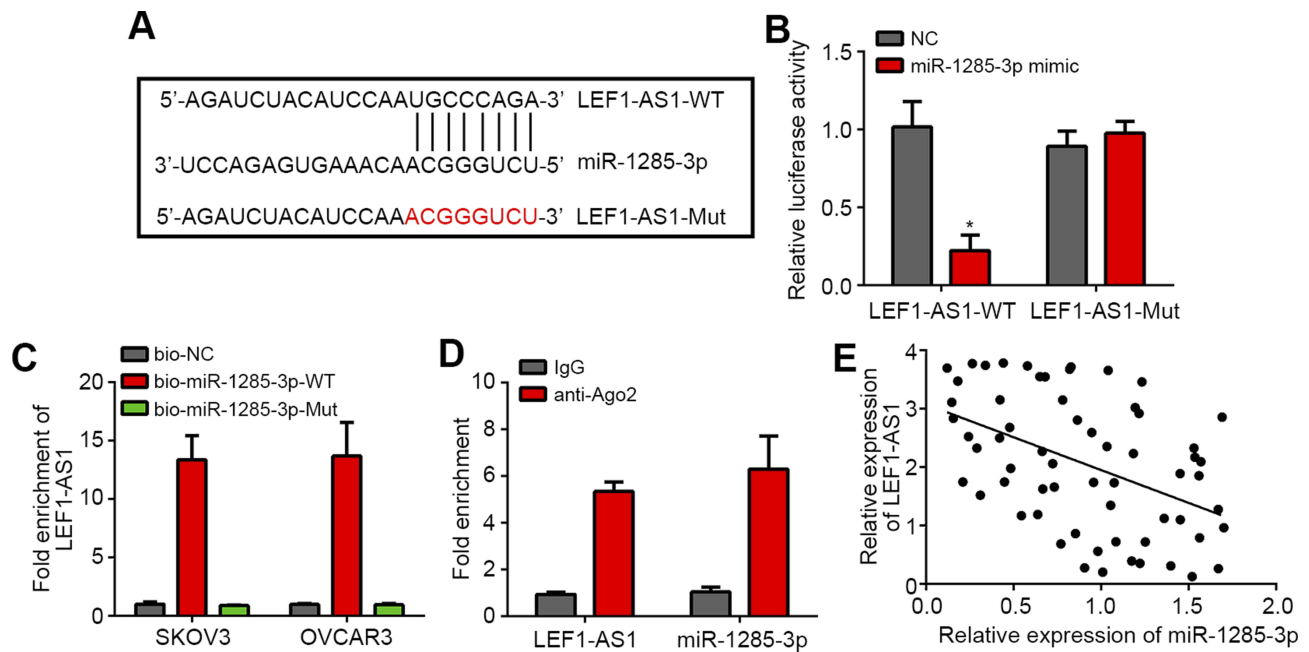 A
5'-AGAUCUACAUCCAAUGCCCAGA-3' LEF1-AS1-WT
3'-UCCAGAGUGAAACAACGGGUCU-5' miR-1285-3p
5'-AGAUCUACAUCCAAACGGGUCU-3' LEF1-AS1-Mut
B
NC
miR-1285-3p mimic
Relative luciferase activity
1.5
1.0
0.5
0.0
*
LEF1-AS1-WT LEF1-AS1-Mut
C
bio-NC
bio-miR-1285-3p-WT
bio-miR-1285-3p-Mut
Fold enrichment of
LEF1-AS1
20
15
10
5
0
SKOV3 OVCAR3
D
IgG
anti-Ago2
Fold enrichment
10
8
6
4
2
0
LEF1-AS1 miR-1285-3p
E
Relative expression
of LEF1-AS1
4
3
2
1
0
0.0 0.5 1.0 1.5 2.0
Relative expression of miR-1285-3p